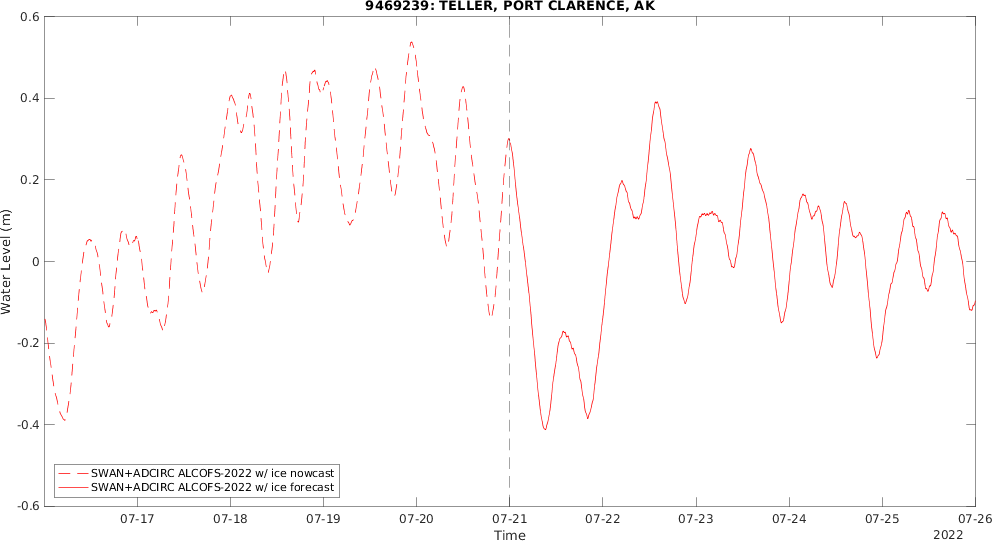 9469239: TELLER, PORT CLARENCE, AK
0.6
0.4
0.2
0
-0.2
-0.4
-0.6
Water Level (m)
SWAN+ADCIRC ALCOFS-2022 w/ ice nowcast
SWAN+ADCIRC ALCOFS-2022 w/ ice forecast
07-17 07-18 07-19 07-20 07-21 07-22 07-23 07-24 07-25 07-26
Time
2022